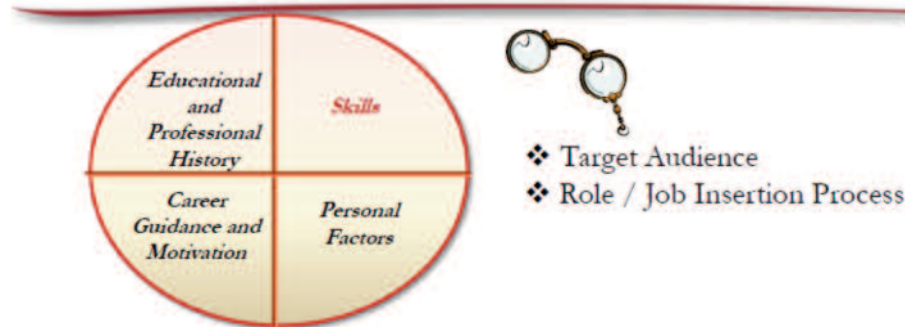 Educational
and
Professional
History
Skills
Career
Guidance and
Motivation
Personal
Factors
❖ Target Audience
❖ Role / Job Insertion Process